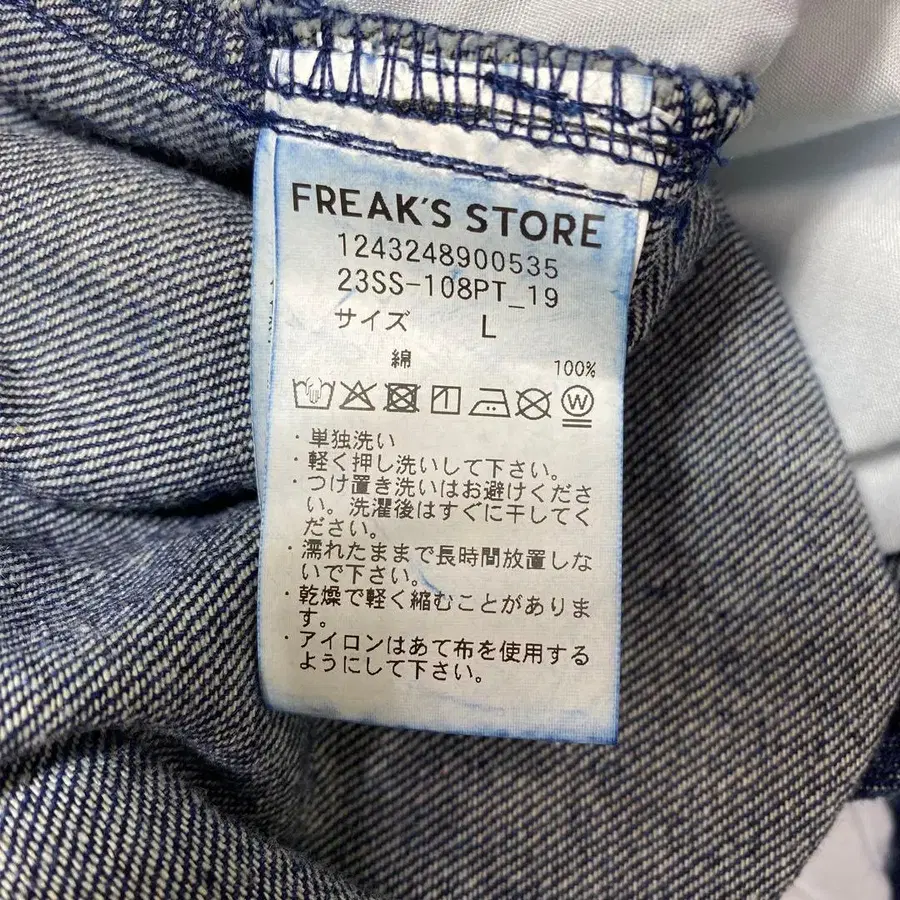 FREAK'S STORE
1243248900535
23SS-108PT_19
サイズ L
綿 100%
W
・単独洗い
・軽く押し洗いして下さい。
・つけ置き洗いはお避けくださ
い。洗濯後はすぐに干してく
ださい。
・濡れたままで長時間放置しな
いで下さい。
・乾燥で軽く縮むことがありま
す。
・アイロンはあて布を使用する
ようにして下さい。